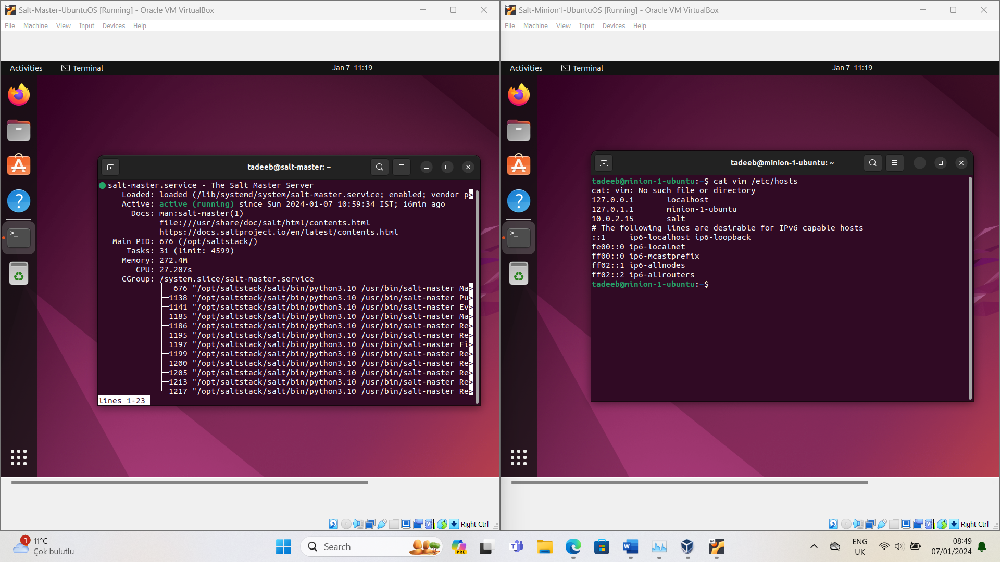 Salt-Master-UbuntuOS [Running] - Oracle VM VirtualBox
File Machine View Input Devices Help
Activities Terminal Jan 7 11:19
tadeeb@salt-master: ~
salt-master.service - The Salt Master Server
Loaded: loaded (/lib/systemd/system/salt-master.service; enabled; vendor p>
Active: active (running) since Sun 2024-01-07 10:59:34 IST; 16min ago
Docs: man:salt-master(1)
file:///usr/share/doc/salt/html/contents.html
https://docs.saltproject.io/en/latest/contents.html
Main PID: 676 (/opt/saltstack/)
Tasks: 31 (limit: 4599)
Memory: 272.4M
CPU: 27.207s
CGroup: /system.slice/salt-master.service
├─ 676 "/opt/saltstack/salt/bin/python3.10 /usr/bin/salt-master Ma>
├─1138 "/opt/saltstack/salt/bin/python3.10 /usr/bin/salt-master Pu>
├─1141 "/opt/saltstack/salt/bin/python3.10 /usr/bin/salt-master Ev>
├─1185 "/opt/saltstack/salt/bin/python3.10 /usr/bin/salt-master Ma>
├─1186 "/opt/saltstack/salt/bin/python3.10 /usr/bin/salt-master Re>
├─1195 "/opt/saltstack/salt/bin/python3.10 /usr/bin/salt-master Re>
├─1197 "/opt/saltstack/salt/bin/python3.10 /usr/bin/salt-master Fi>
├─1199 "/opt/saltstack/salt/bin/python3.10 /usr/bin/salt-master Re>
├─1200 "/opt/saltstack/salt/bin/python3.10 /usr/bin/salt-master Re>
├─1205 "/opt/saltstack/salt/bin/python3.10 /usr/bin/salt-master Re>
├─1213 "/opt/saltstack/salt/bin/python3.10 /usr/bin/salt-master Re>
└─1217 "/opt/saltstack/salt/bin/python3.10 /usr/bin/salt-master Re>
lines 1-23
Right Ctrl
Salt-Minion1-UbuntuOS [Running] - Oracle VM VirtualBox
File Machine View Input Devices Help
Activities Terminal Jan 7 11:19
tadeeb@minion-1-ubuntu: ~
tadeeb@minion-1-ubuntu:~$ cat vim /etc/hosts
cat: vim: No such file or directory
127.0.0.1 localhost
127.0.1.1 minion-1-ubuntu
10.0.2.15 salt
# The following lines are desirable for IPv6 capable hosts
::1 ip6-localhost ip6-loopback
fe00::0 ip6-localnet
ff00::0 ip6-mcastprefix
ff02::1 ip6-allnodes
ff02::2 ip6-allrouters
tadeeb@minion-1-ubuntu:~$
Right Ctrl
1
11°C
Çok bulutlu
Search
PRE
64
ENG
UK
08:49
07/01/2024